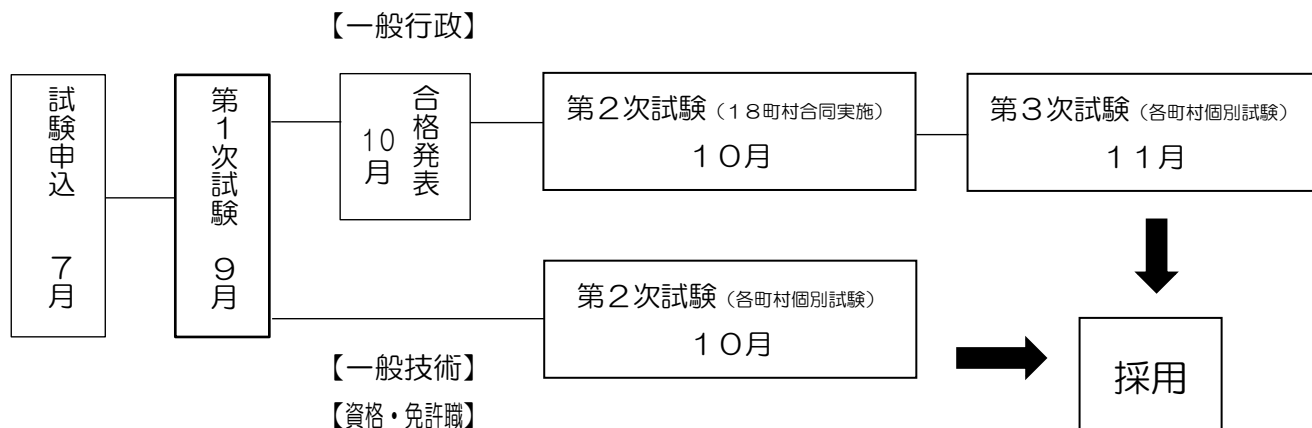 【一般行政】
試験申込 7月
第1次試験 9月
合格発表
10月
第2次試験(18町村合同実施)
10月
第3次試験(各町村個別試験)
11月
第2次試験(各町村個別試験)
10月
【一般技術】
【資格・免許職】
採用